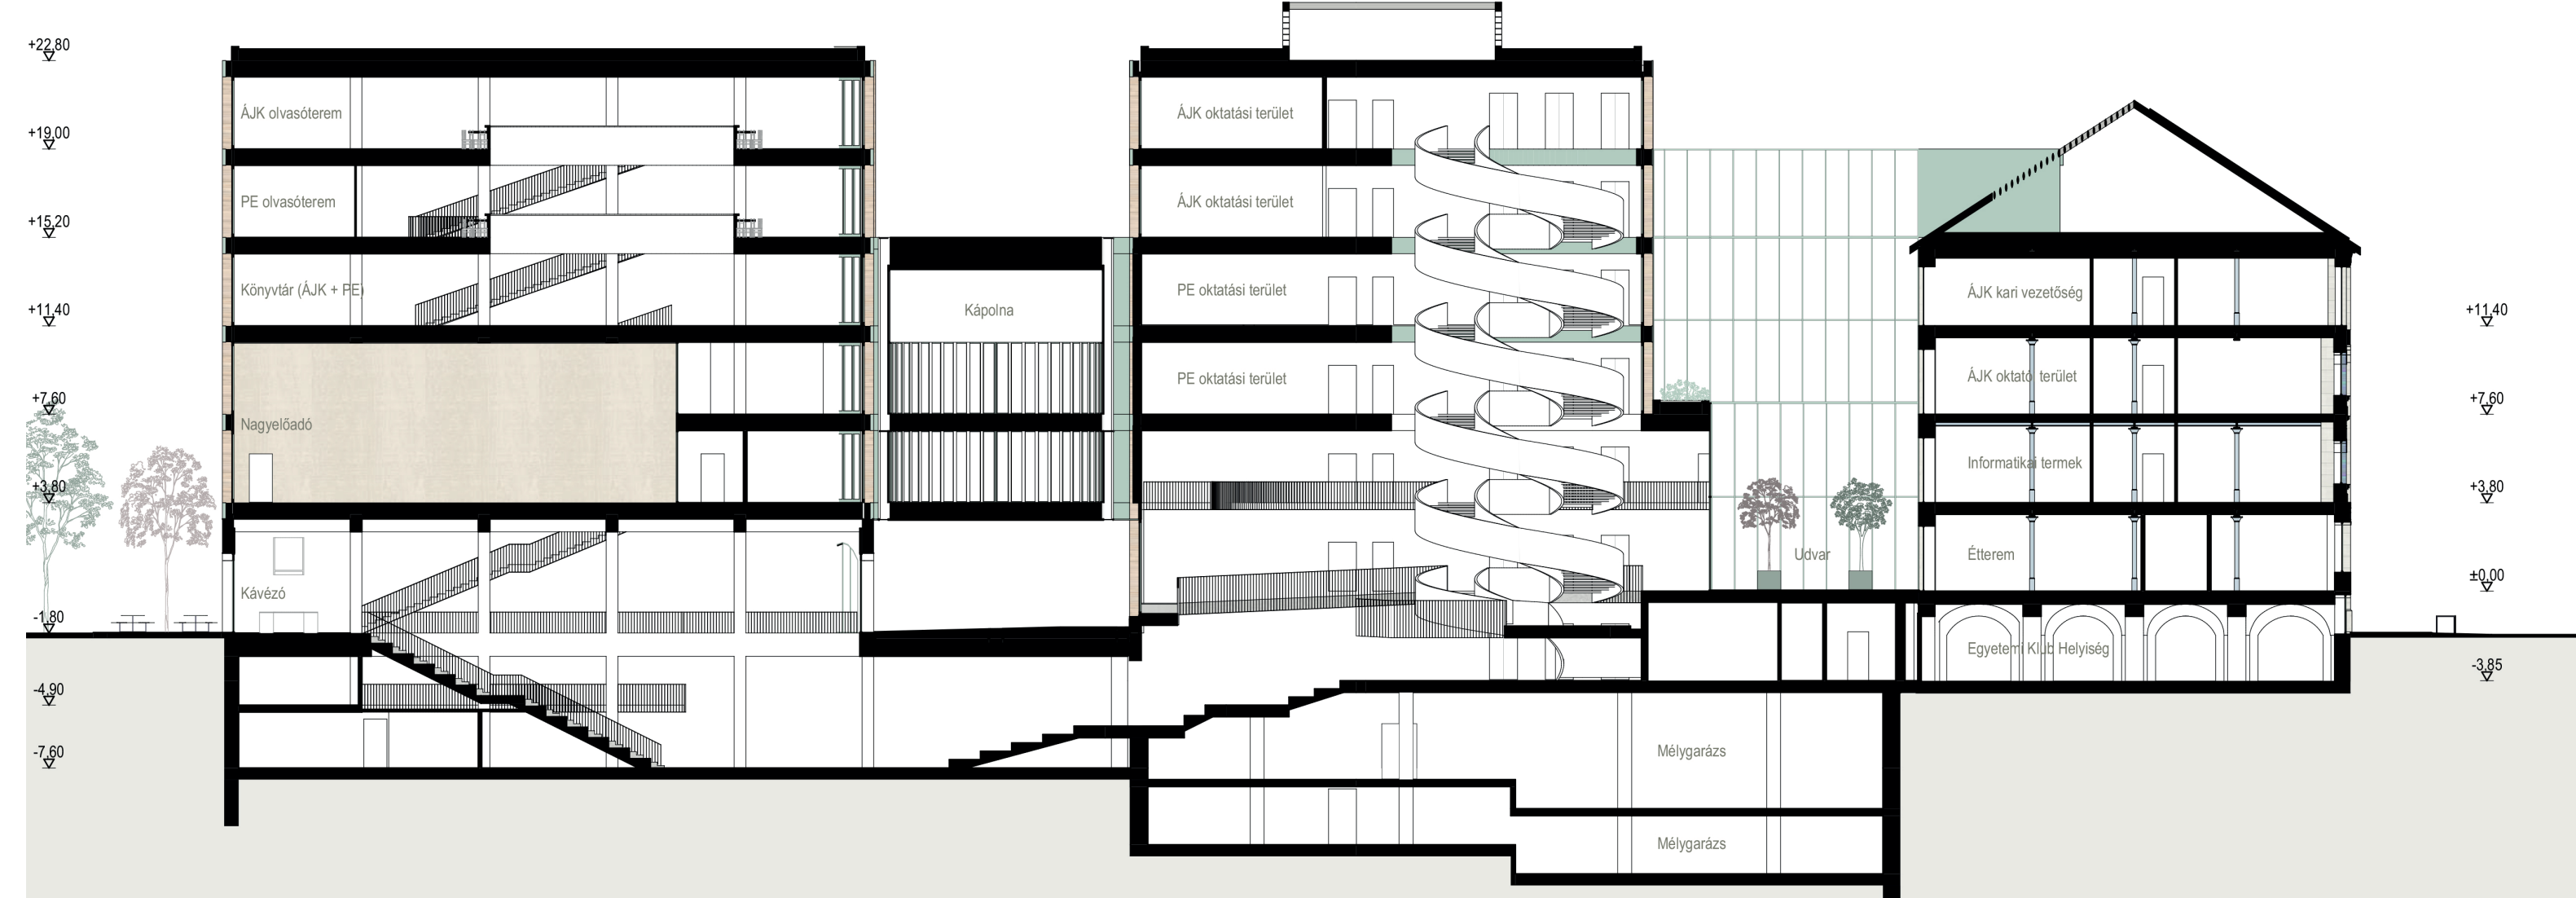 +22,80
+19,00
+15,20
+11,40
+7,60
+3,80
-1,80
-4,90
-7,60
ÁJK olvasóterem
PE olvasóterem
Könyvtár (ÁJK + PE)
Nagyelőadó
Kávézó
Kápolna
ÁJK oktatási terület
ÁJK oktatási terület
PE oktatási terület
PE oktatási terület
Udvar
Mélygarázs
Mélygarázs
ÁJK kari vezetőség
ÁJK oktató terület
Informatikai termek
Étterem
Egyetemi Klub Helyiség
+11,40
+7,60
+3,80
±0,00
-3,85